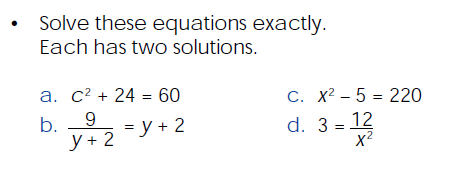 • Solve these equations exactly.
Each has two solutions.
a. c² + 24 = 60
b. 9/(y + 2) = y + 2
c. x² – 5 = 220
d. 3 = 12/x²